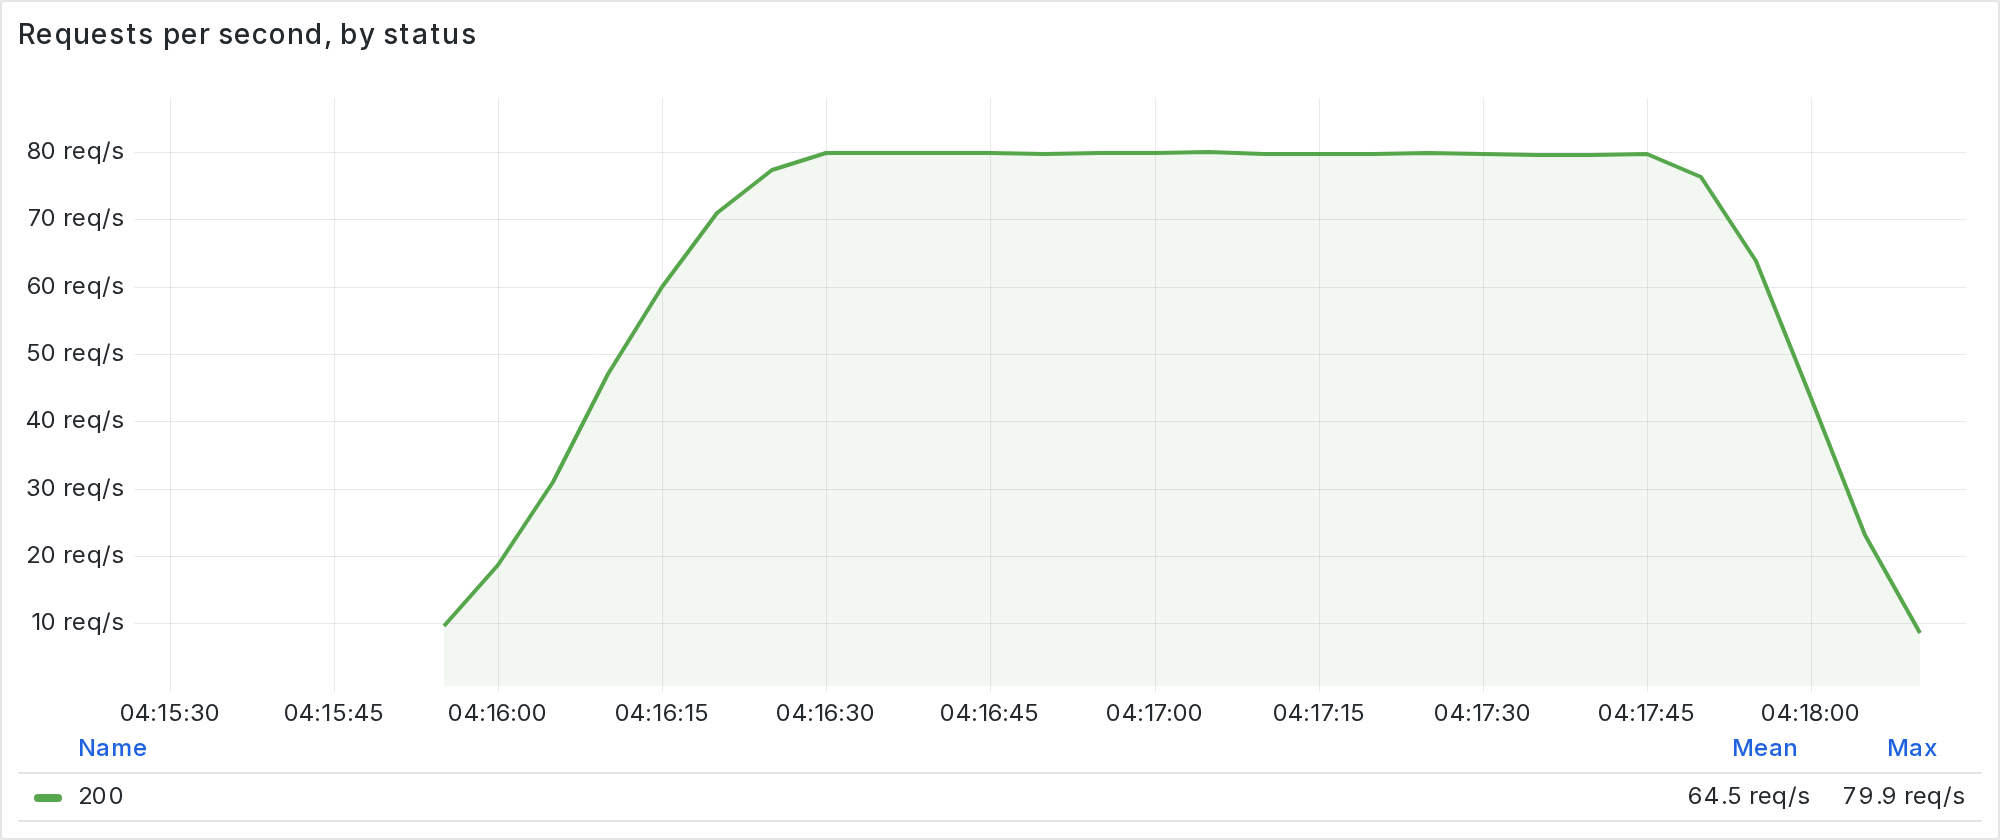 Requests per second, by status
80 req/s
70 req/s
60 req/s
50 req/s
40 req/s
30 req/s
20 req/s
10 req/s
04:15:30 04:15:45 04:16:00 04:16:15 04:16:30 04:16:45 04:17:00 04:17:15 04:17:30 04:17:45 04:18:00
Name Mean Max
200 64.5 req/s 79.9 req/s